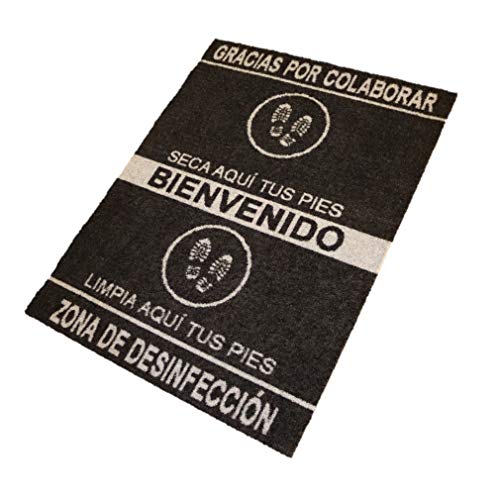 GRACIAS POR COLABORAR
SECA AQUÍ TUS PIES
BIENVENIDO
LIMPIA AQUÍ TUS PIES
ZONA DE DESINFECCIÓN